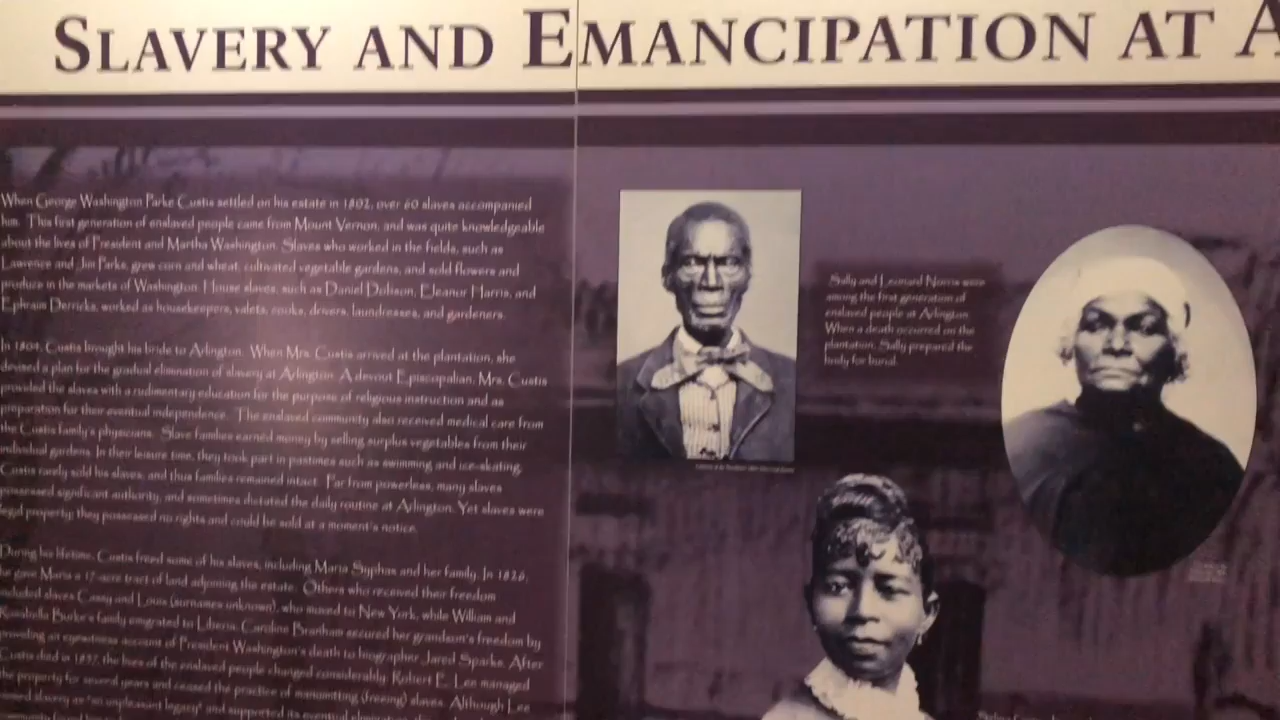 SLAVERY AND EMANCIPATION AT A
When George Washington Parke Custis settled on his estate in 1802, over 60 slaves accompanied
him. This first generation of enslaved people came from Mount Vernon, and was quite knowledgeable
about the lives of President and Martha Washington. Slaves who worked in the fields, such as
Lawrence and Jim Parks, grew corn and wheat, cultivated vegetable gardens, and sold flowers and
produce in the markets of Washington. House slaves, such as Daniel Dotson, Eleanor Harris, and
Ephraim Derricks, worked as housekeepers, valets, cooks, drivers, laundresses, and gardeners.
In 1804, Custis brought his bride to Arlington. When Mrs. Custis arrived at the plantation, she
devised a plan for the gradual elimination of slavery at Arlington. A devout Episcopalian, Mrs. Custis
provided the slaves with a rudimentary education for the purpose of religious instruction and as
preparation for their eventual independence. The enslaved community also received medical care from
the Custis family's physicians. Slave families earned money by selling surplus vegetables from their
individual gardens. In their leisure time, they took part in pastimes such as swimming and ice-skating.
Custis rarely sold his slaves, and thus families remained intact. Far from powerless, many slaves
possessed significant authority, and sometimes dictated the daily routine at Arlington. Yet slaves were
legal property; they possessed no rights and could be sold at a moment's notice.
During his lifetime, Custis freed some of his slaves, including Maria Syphax and her family. In 1826,
he gave Maria a 17-acre tract of land adjoining the estate. Others who received their freedom
included slaves Cassy and Louis (surnames unknown), who moved to New York, while William and
Rosabella Burke's family emigrated to Liberia. Caroline Branham secured her grandson's freedom by
providing an eyewitness account of President Washington's death to biographer Jared Sparks. After
Custis died in 1857, the lives of the enslaved people changed considerably. Robert E. Lee managed
the property for several years and ceased the practice of manumitting (freeing) slaves. Although Lee
slavery as "an unpleasant legacy" and supported its eventual
Sally and Leonard Norris were
among the first generation of
enslaved people at Arlington.
When a death occurred on the
plantation, Sally prepared the
body for burial.